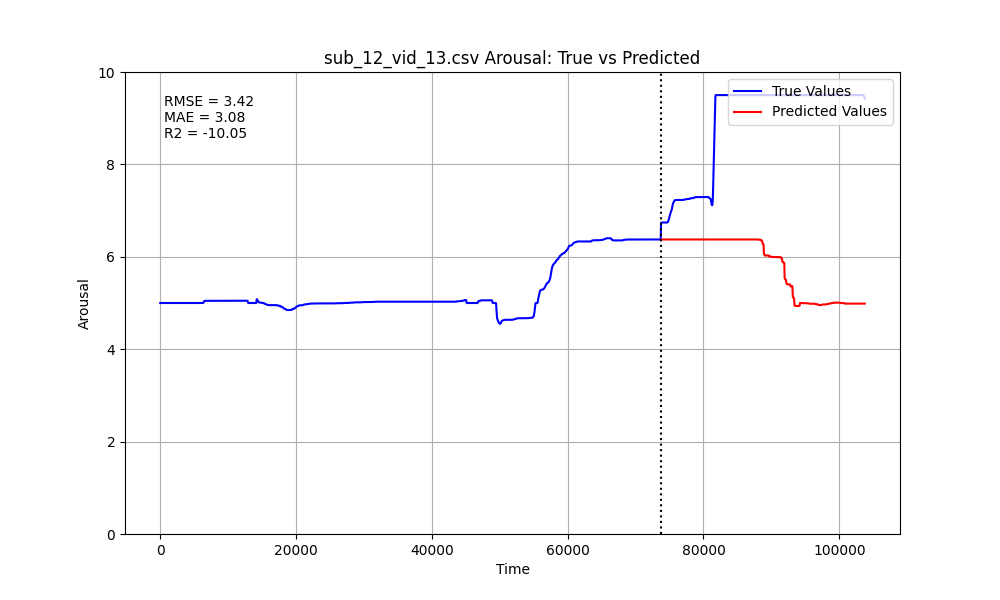 sub_12_vid_13.csv Arousal: True vs Predicted
RMSE = 3.42
MAE = 3.08
R2 = -10.05
True Values
Predicted Values
10
8
6
4
2
0
Arousal
0
20000
40000
60000
80000
100000
Time